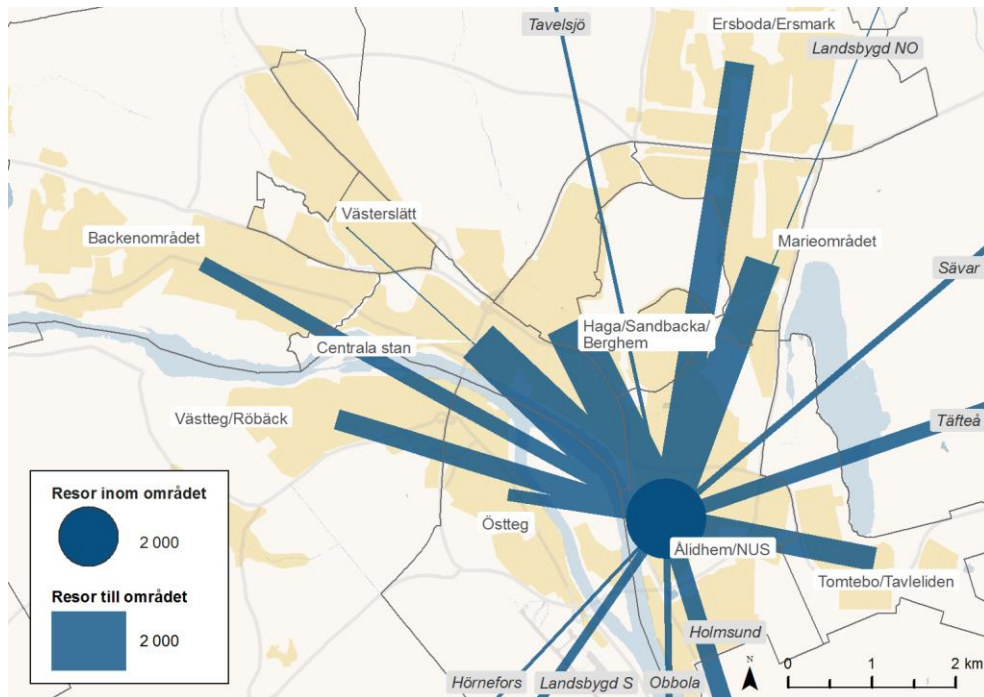 Tavelsjö
Ersboda/Ersmark
Landsbygd NO
Västerslätt
Backenområdet
Marieområdet
Sävar
Haga/Sandbacka/
Berghem
Centrala stan
Västteg/Röbäck
Täfteå
Resor inom området
2 000
Östteg
Ålidhem/NUS
Tomtebo/Tavleliden
Resor till området
2 000
Holmsund
Hörnefors
Landsbygd S
Obbola
N
0
1
2 km